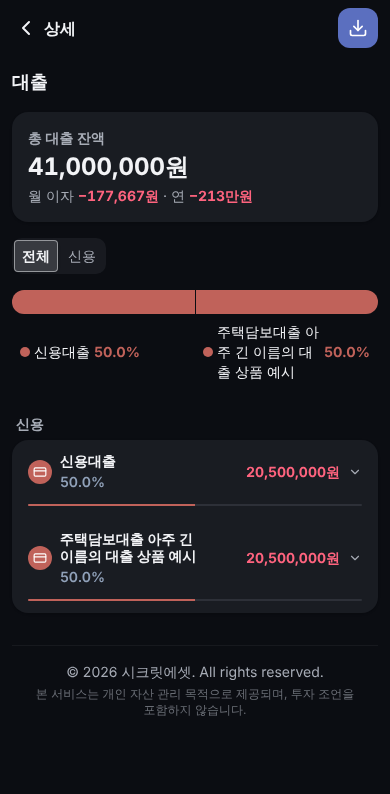 상세
대출
총 대출 잔액
41,000,000원
월 이자 −177,667원 · 연 −213만원
전체 신용
신용대출 50.0%
주택담보대출 아
주 긴 이름의 대
출 상품 예시
50.0%
신용
신용대출
50.0%
20,500,000원
주택담보대출 아주 긴
이름의 대출 상품 예시
50.0%
20,500,000원
© 2026 시크릿에셋. All rights reserved.
본 서비스는 개인 자산 관리 목적으로 제공되며, 투자 조언을
포함하지 않습니다.